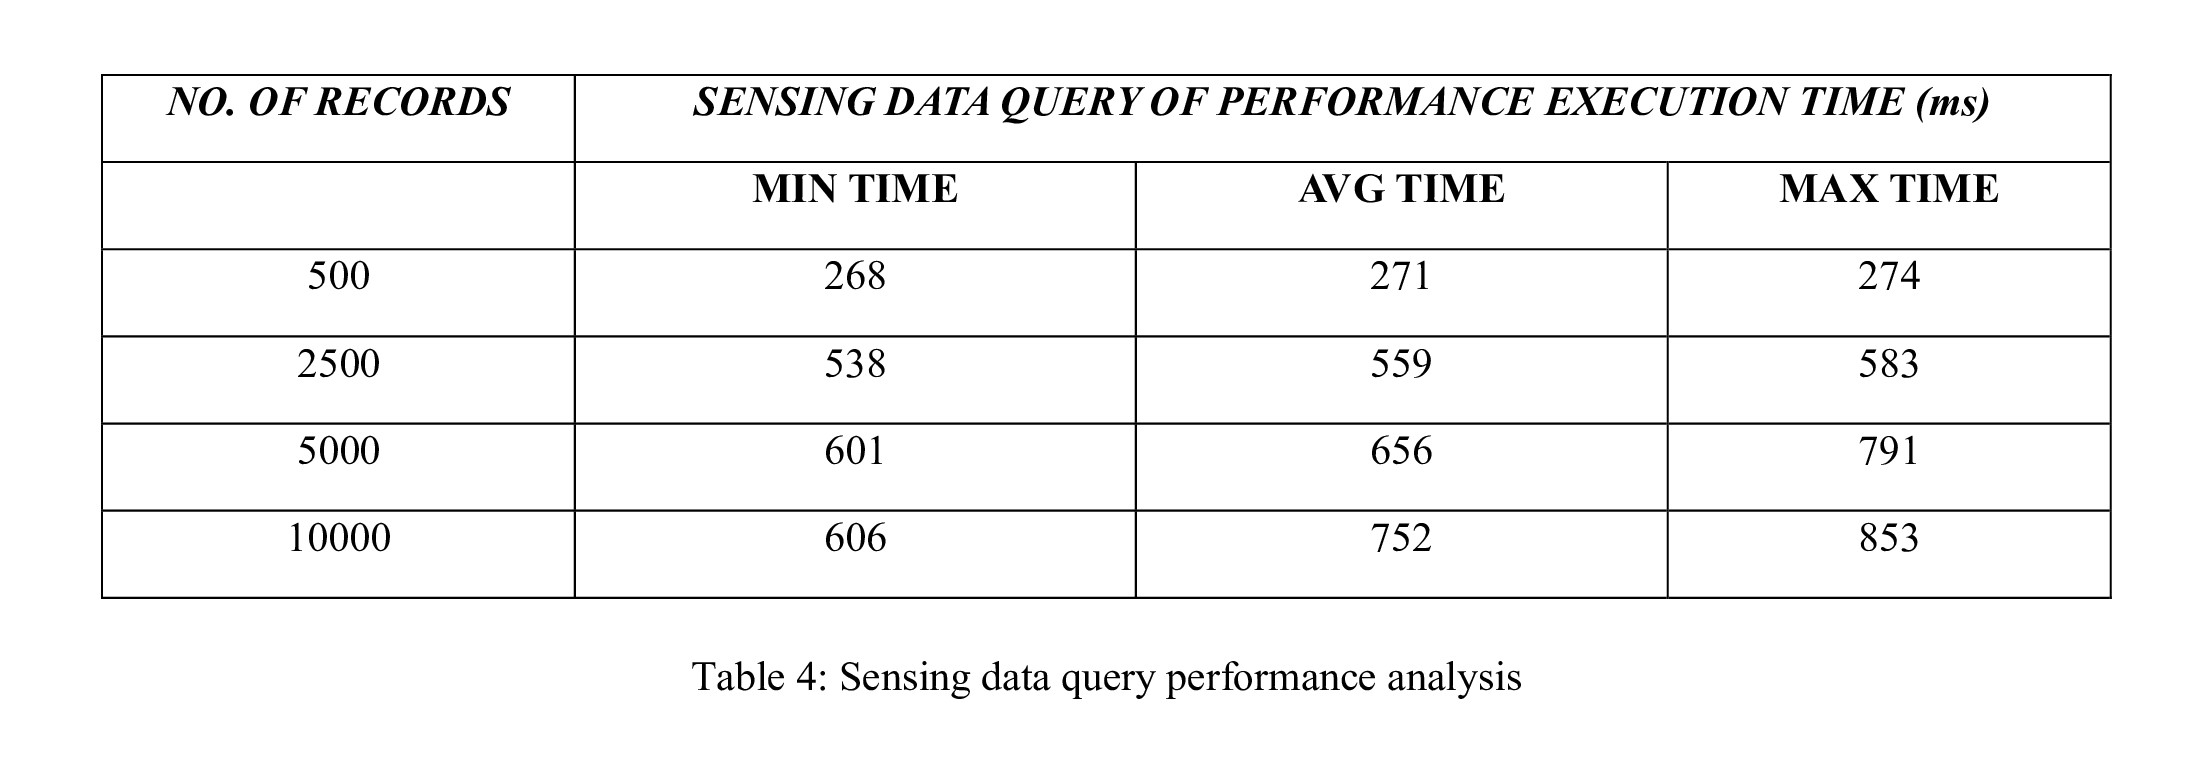 NO. OF RECORDS SENSING DATA QUERY OF PERFORMANCE EXECUTION TIME (ms)
MIN TIME AVG TIME MAX TIME
500 268 271 274
2500 538 559 583
5000 601 656 791
10000 606 752 853
Table 4: Sensing data query performance analysis